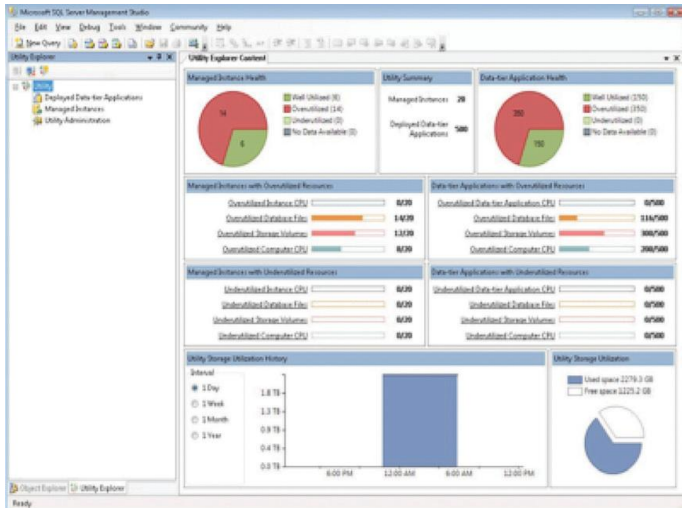 Microsoft SQL Server Management Studio
File Edit View Debug Tools Window Community Help
New Query
Utility Explorer
Utility
Deployed Data-tier Applications
Managed Instances
Utility Administration
Utility Explorer Content
Managed Instance Health
14
6
Well Utilized (6)
Overutilized (14)
Underutilized (0)
No Data Available (0)
Utility Summary
Managed Instances 20
Deployed Data-tier
Applications 500
Data-tier Application Health
350
150
Well Utilized (150)
Overutilized (350)
Underutilized (0)
No Data Available (0)
Managed Instances with Overutilized Resources
Overutilized Instance CPU 0/20
Overutilized Database Files 14/20
Overutilized Storage Volumes 12/20
Overutilized Computer CPU 8/20
Data-tier Applications with Overutilized Resources
Overutilized Data-tier Application CPU 0/500
Overutilized Database Files 116/500
Overutilized Storage Volumes 300/500
Overutilized Computer CPU 200/500
Managed Instances with Underutilized Resources
Underutilized Instance CPU 0/20
Underutilized Database Files 0/20
Underutilized Storage Volumes 0/20
Underutilized Computer CPU 0/20
Data-tier Applications with Underutilized Resources
Underutilized Data-tier Application CPU 0/500
Underutilized Database Files 0/500
Underutilized Storage Volumes 0/500
Underutilized Computer CPU 0/500
Utility Storage Utilization History
Interval
1 Day
1 Week
1 Month
1 Year
1.8 TB
1.3 TB
0.9 TB
0.4 TB
0.0 TB
6:00 PM 12:00 AM 6:00 AM 12:00 PM
Utility Storage Utilization
Used space 2279.3 GB
Free space 1225.2 GB
Object Explorer Utility Explorer
Ready